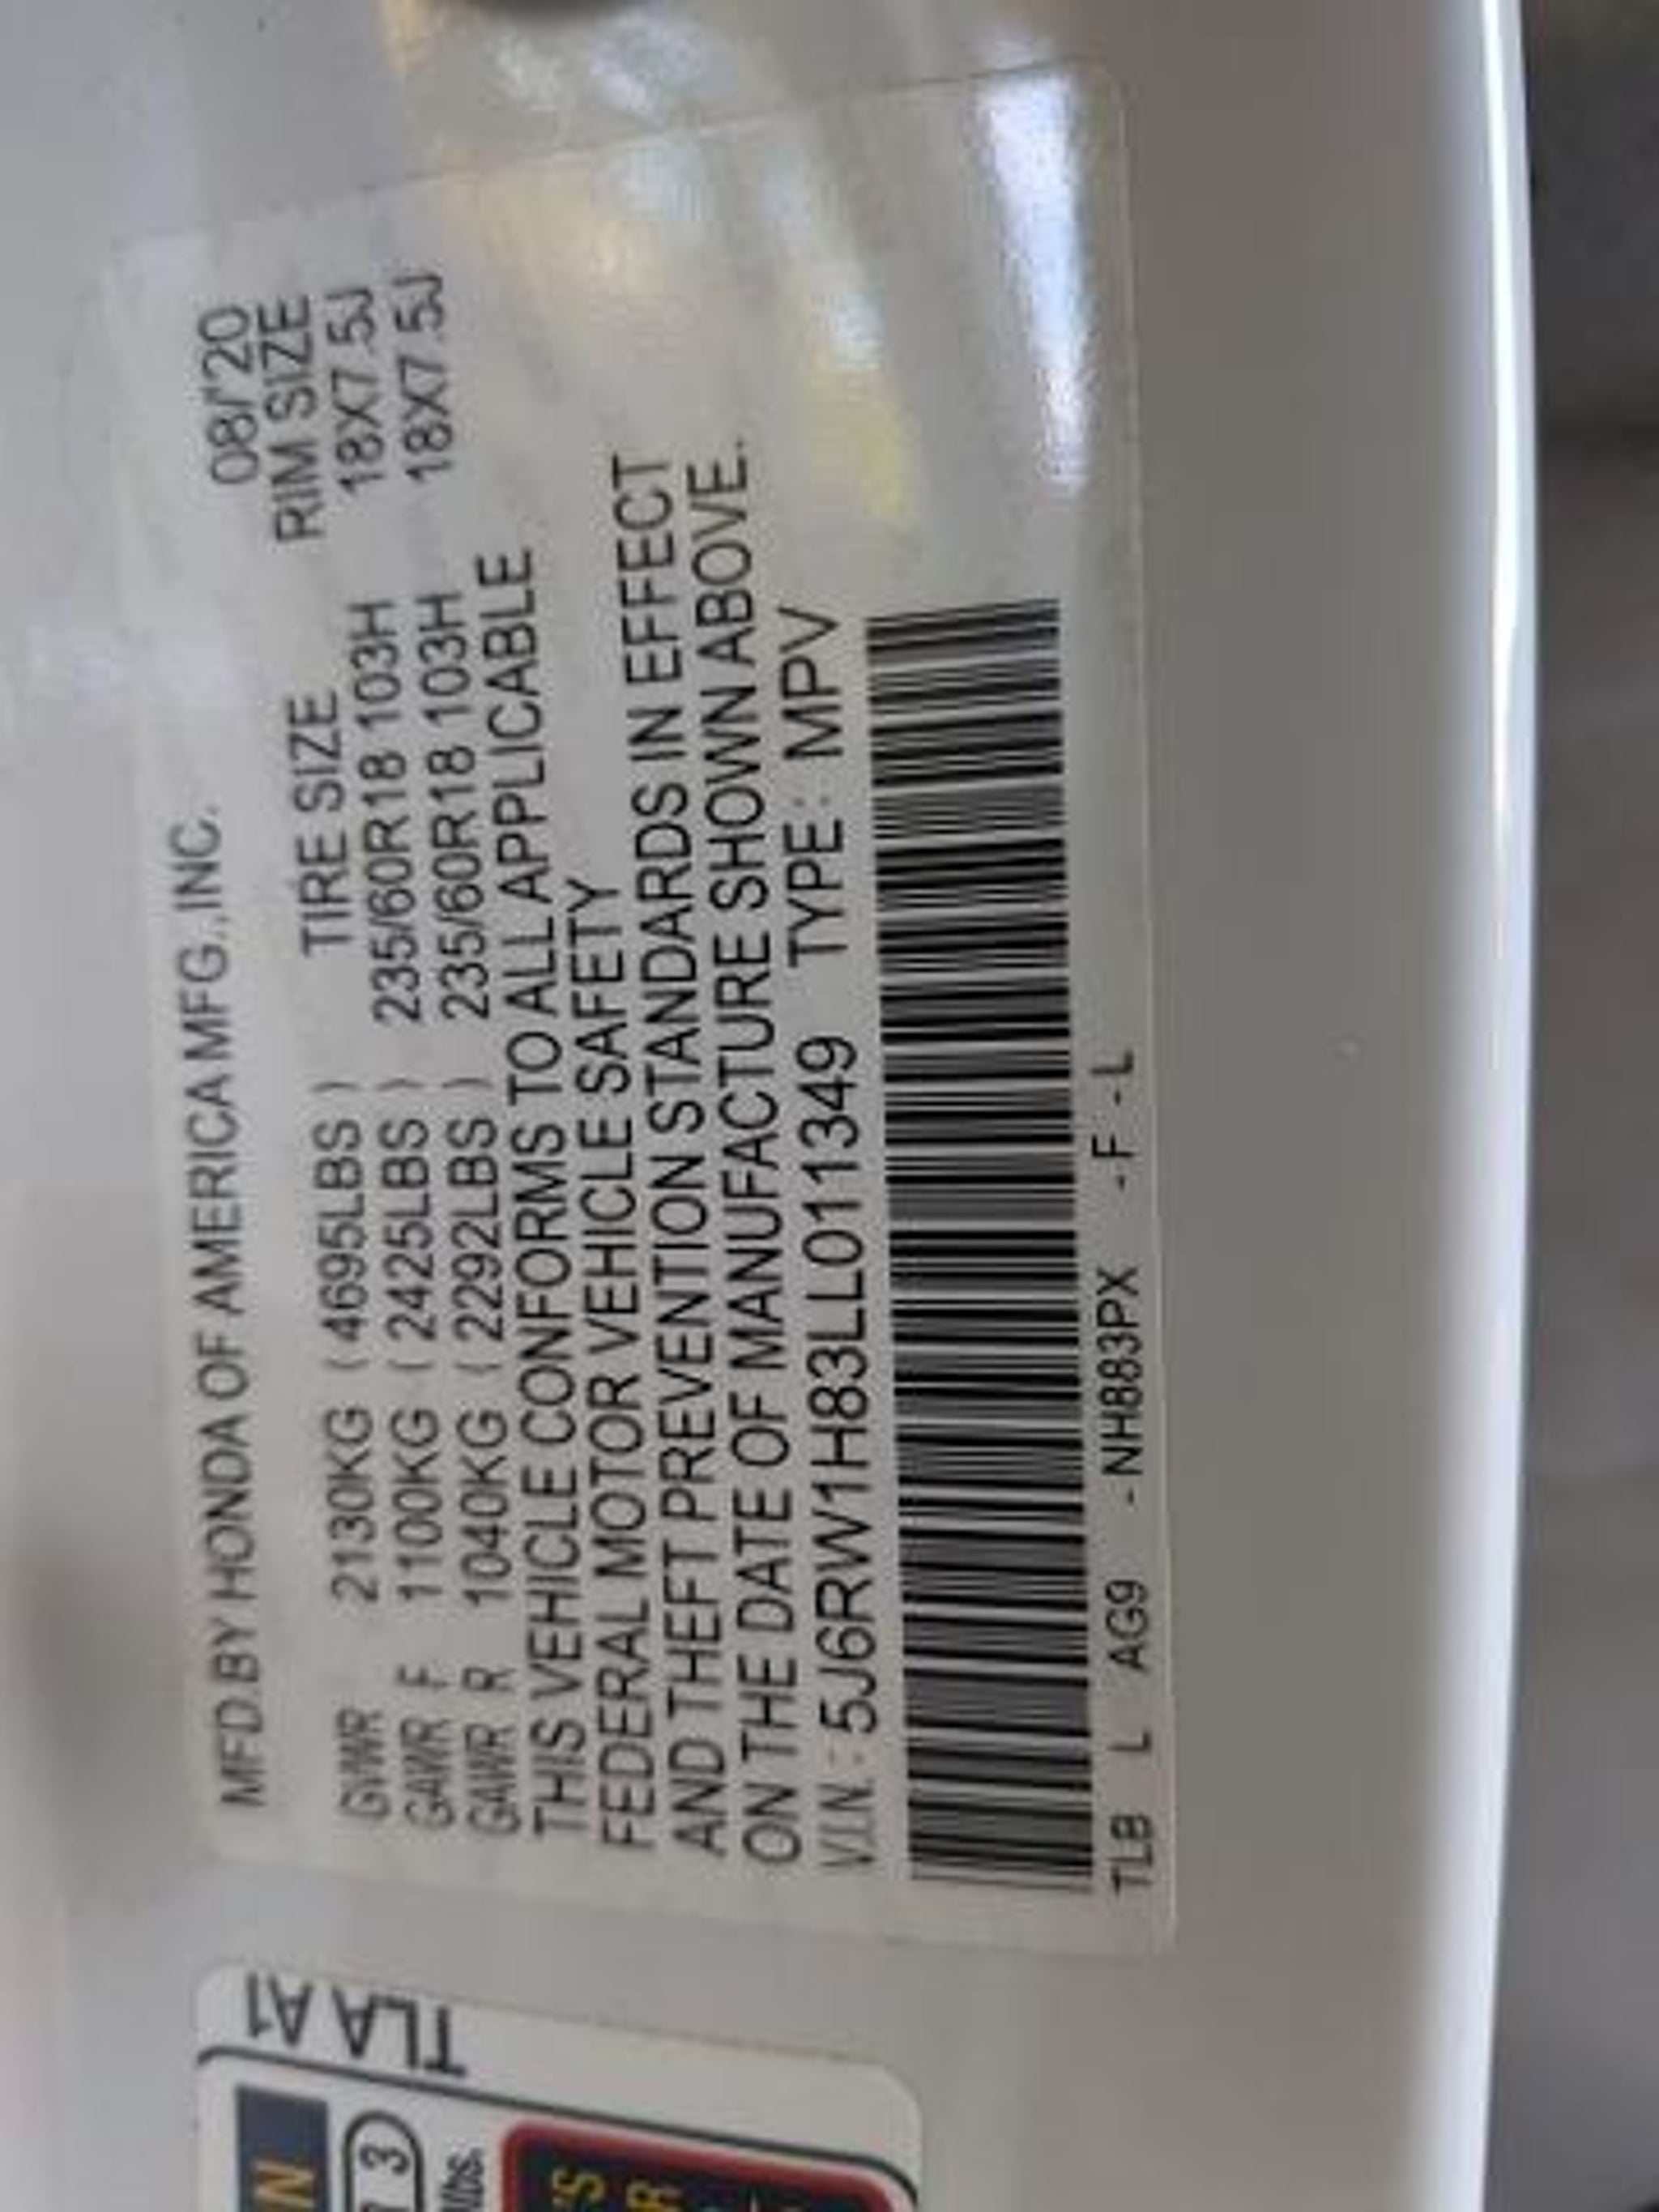 MFD.BY HONDA OF AMERICA MFG.,INC. 08/'20
TIRE SIZE RIM SIZE
GVWR 2130KG ( 4695LBS )
GAWR F 1100KG ( 2425LBS ) 235/60R18 103H 18X7.5J
GAWR R 1040KG ( 2292LBS ) 235/60R18 103H 18X7.5J
THIS VEHICLE CONFORMS TO ALL APPLICABLE
FEDERAL MOTOR VEHICLE SAFETY
AND THEFT PREVENTION STANDARDS IN EFFECT
ON THE DATE OF MANUFACTURE SHOWN ABOVE.
V.I.N.: 5J6RW1H83LL011349 TYPE: MPV
TLB L AG9 -NH883PX -F -L
TLA A1
3
lbs.